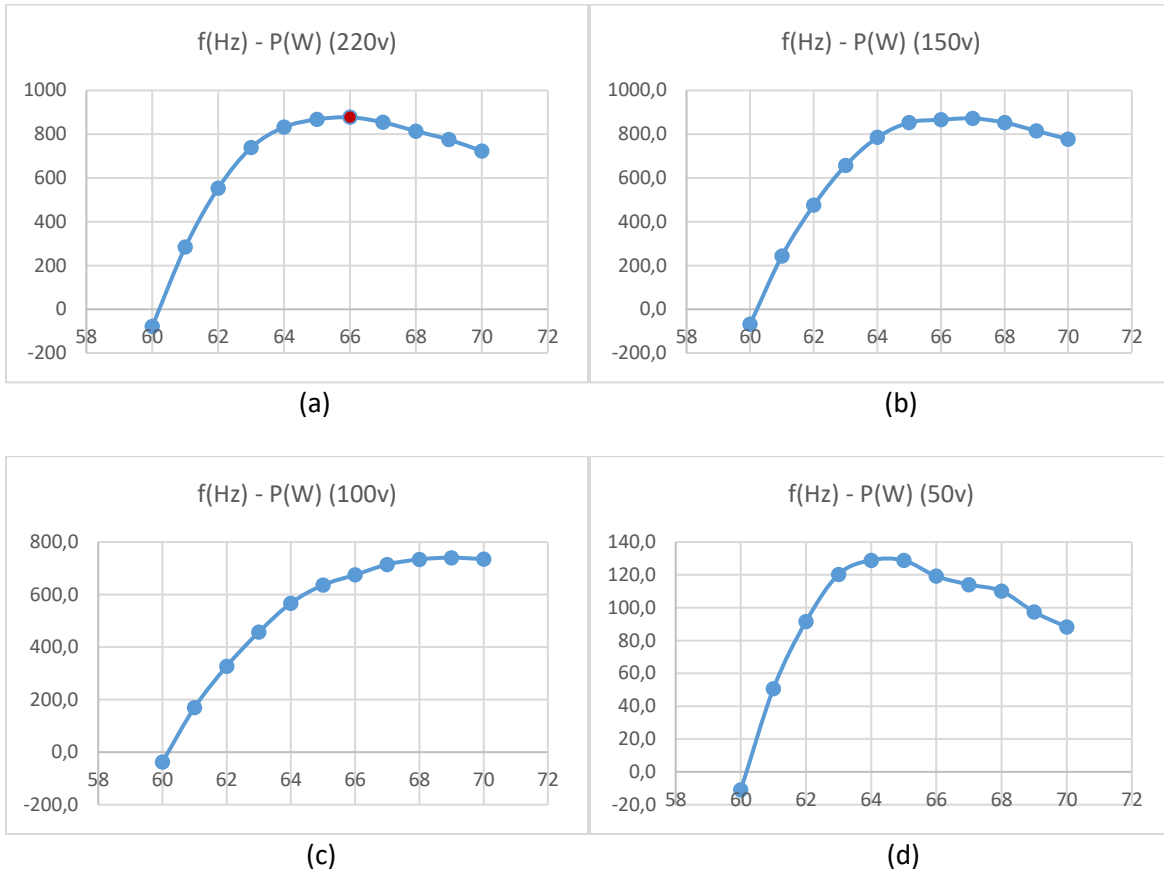 f(Hz) - P(W) (220v)
1000
800
600
400
200
0
-200
58 60 62 64 66 68 70 72
(a)
f(Hz) - P(W) (150v)
1000,0
800,0
600,0
400,0
200,0
0,0
-200,0
58 60 62 64 66 68 70 72
(b)
f(Hz) - P(W) (100v)
800,0
600,0
400,0
200,0
0,0
-200,0
58 60 62 64 66 68 70 72
(c)
f(Hz) - P(W) (50v)
140,0
120,0
100,0
80,0
60,0
40,0
20,0
0,0
-20,0
58 60 62 64 66 68 70 72
(d)